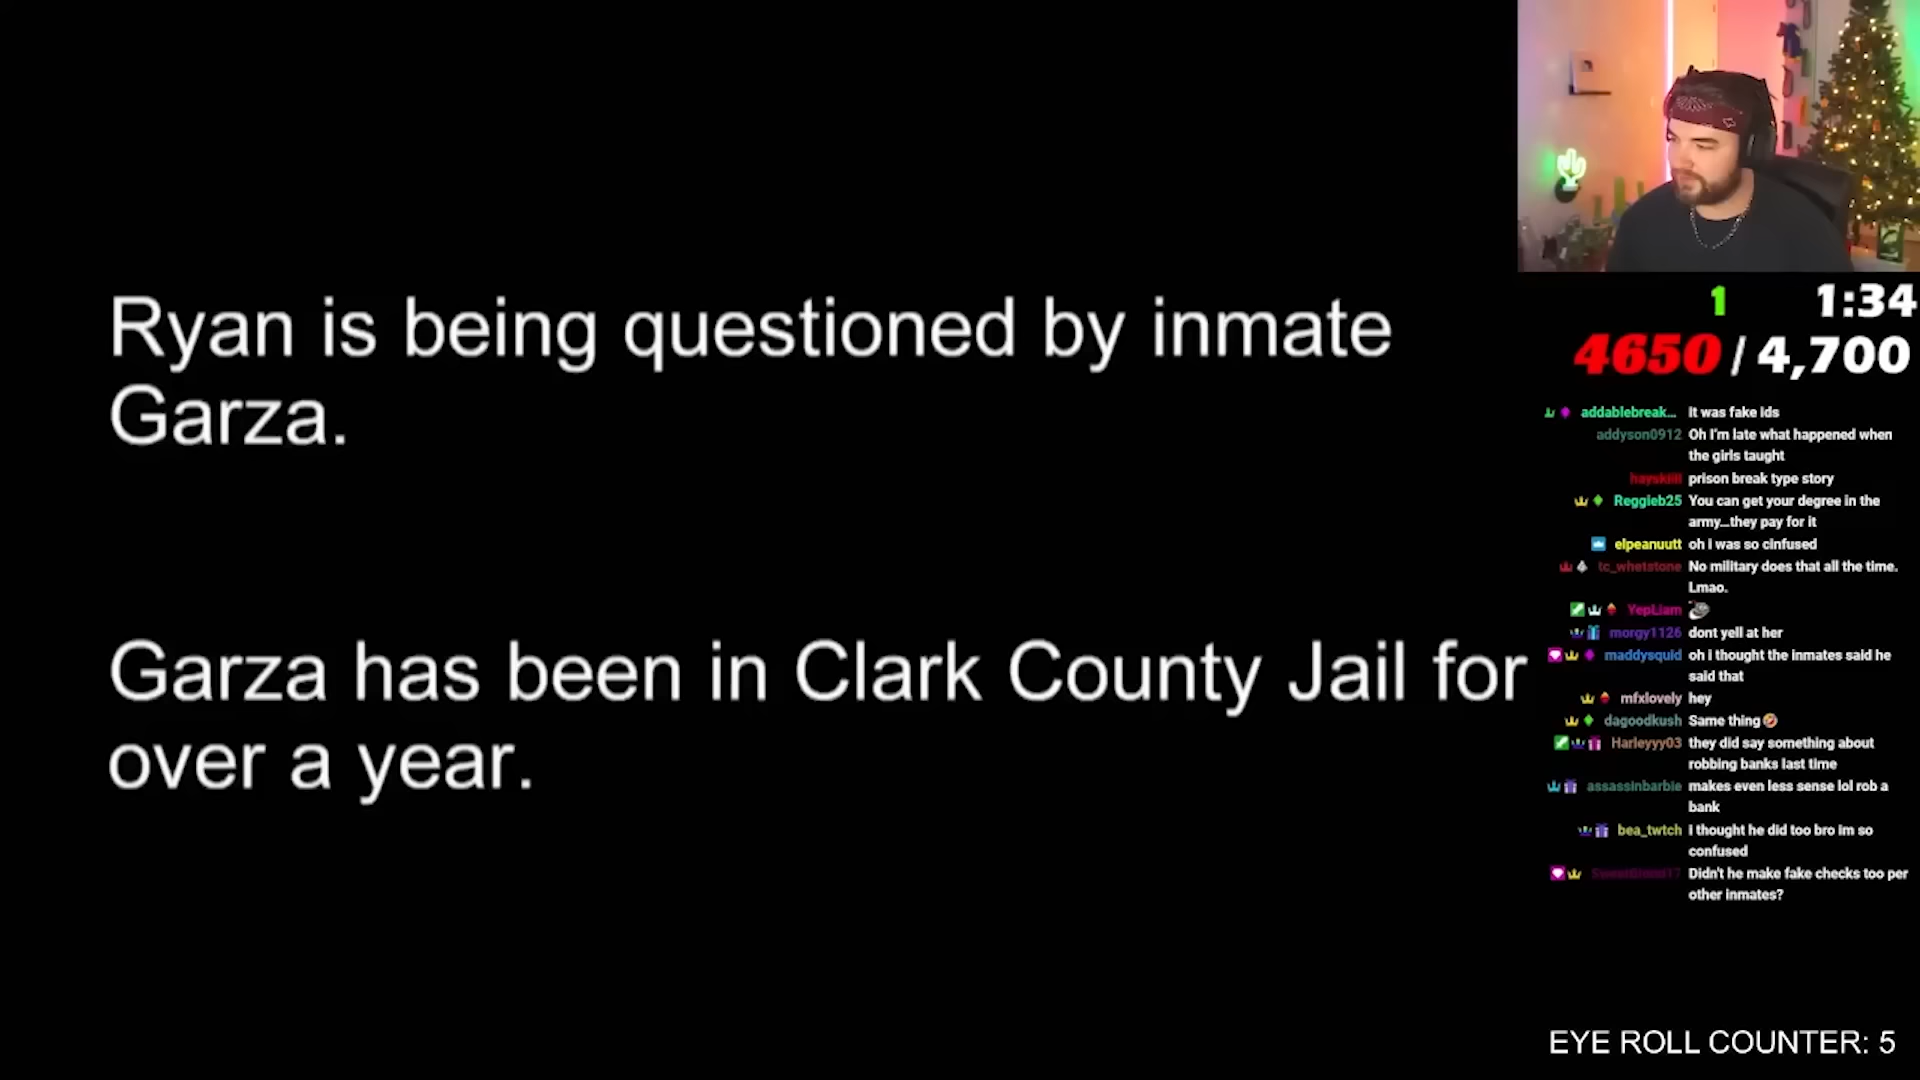 Ryan is being questioned by inmate
Garza.
Garza has been in Clark County Jail for
over a year.
1 1:34
4650 / 4,700
addablebreak... it was fake ids
addyson0912 Oh I'm late what happened when
the girls taught
prison break type story
Reggieb25 You can get your degree in the
army...they pay for it
elpeanuutt oh i was so cinfused
tc_whetstone No military does that all the time.
Lmao.
YepLiam
morgy1126 dont yell at her
maddysquid oh i thought the inmates said he
said that
mfxlovely hey
dagoodkush Same thing
Harleyyy03 they did say something about
robbing banks last time
assassinbarbie makes even less sense lol rob a
bank
bea_twtch i thought he did too bro im so
confused
Didn't he make fake checks too per
other inmates?
EYE ROLL COUNTER: 5